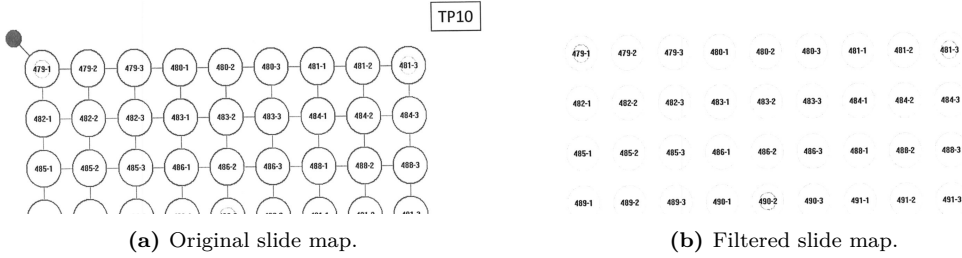 TP10
479-1 479-2 479-3 480-1 480-2 480-3 481-1 481-2 481-3
482-1 482-2 482-3 483-1 483-2 483-3 484-1 484-2 484-3
485-1 485-2 485-3 486-1 486-2 486-3 488-1 488-2 488-3
(a) Original slide map.
479-1 479-2 479-3 480-1 480-2 480-3 481-1 481-2 481-3
482-1 482-2 482-3 483-1 483-2 483-3 484-1 484-2 484-3
485-1 485-2 485-3 486-1 486-2 486-3 488-1 488-2 488-3
489-1 489-2 489-3 490-1 490-2 490-3 491-1 491-2 491-3
(b) Filtered slide map.